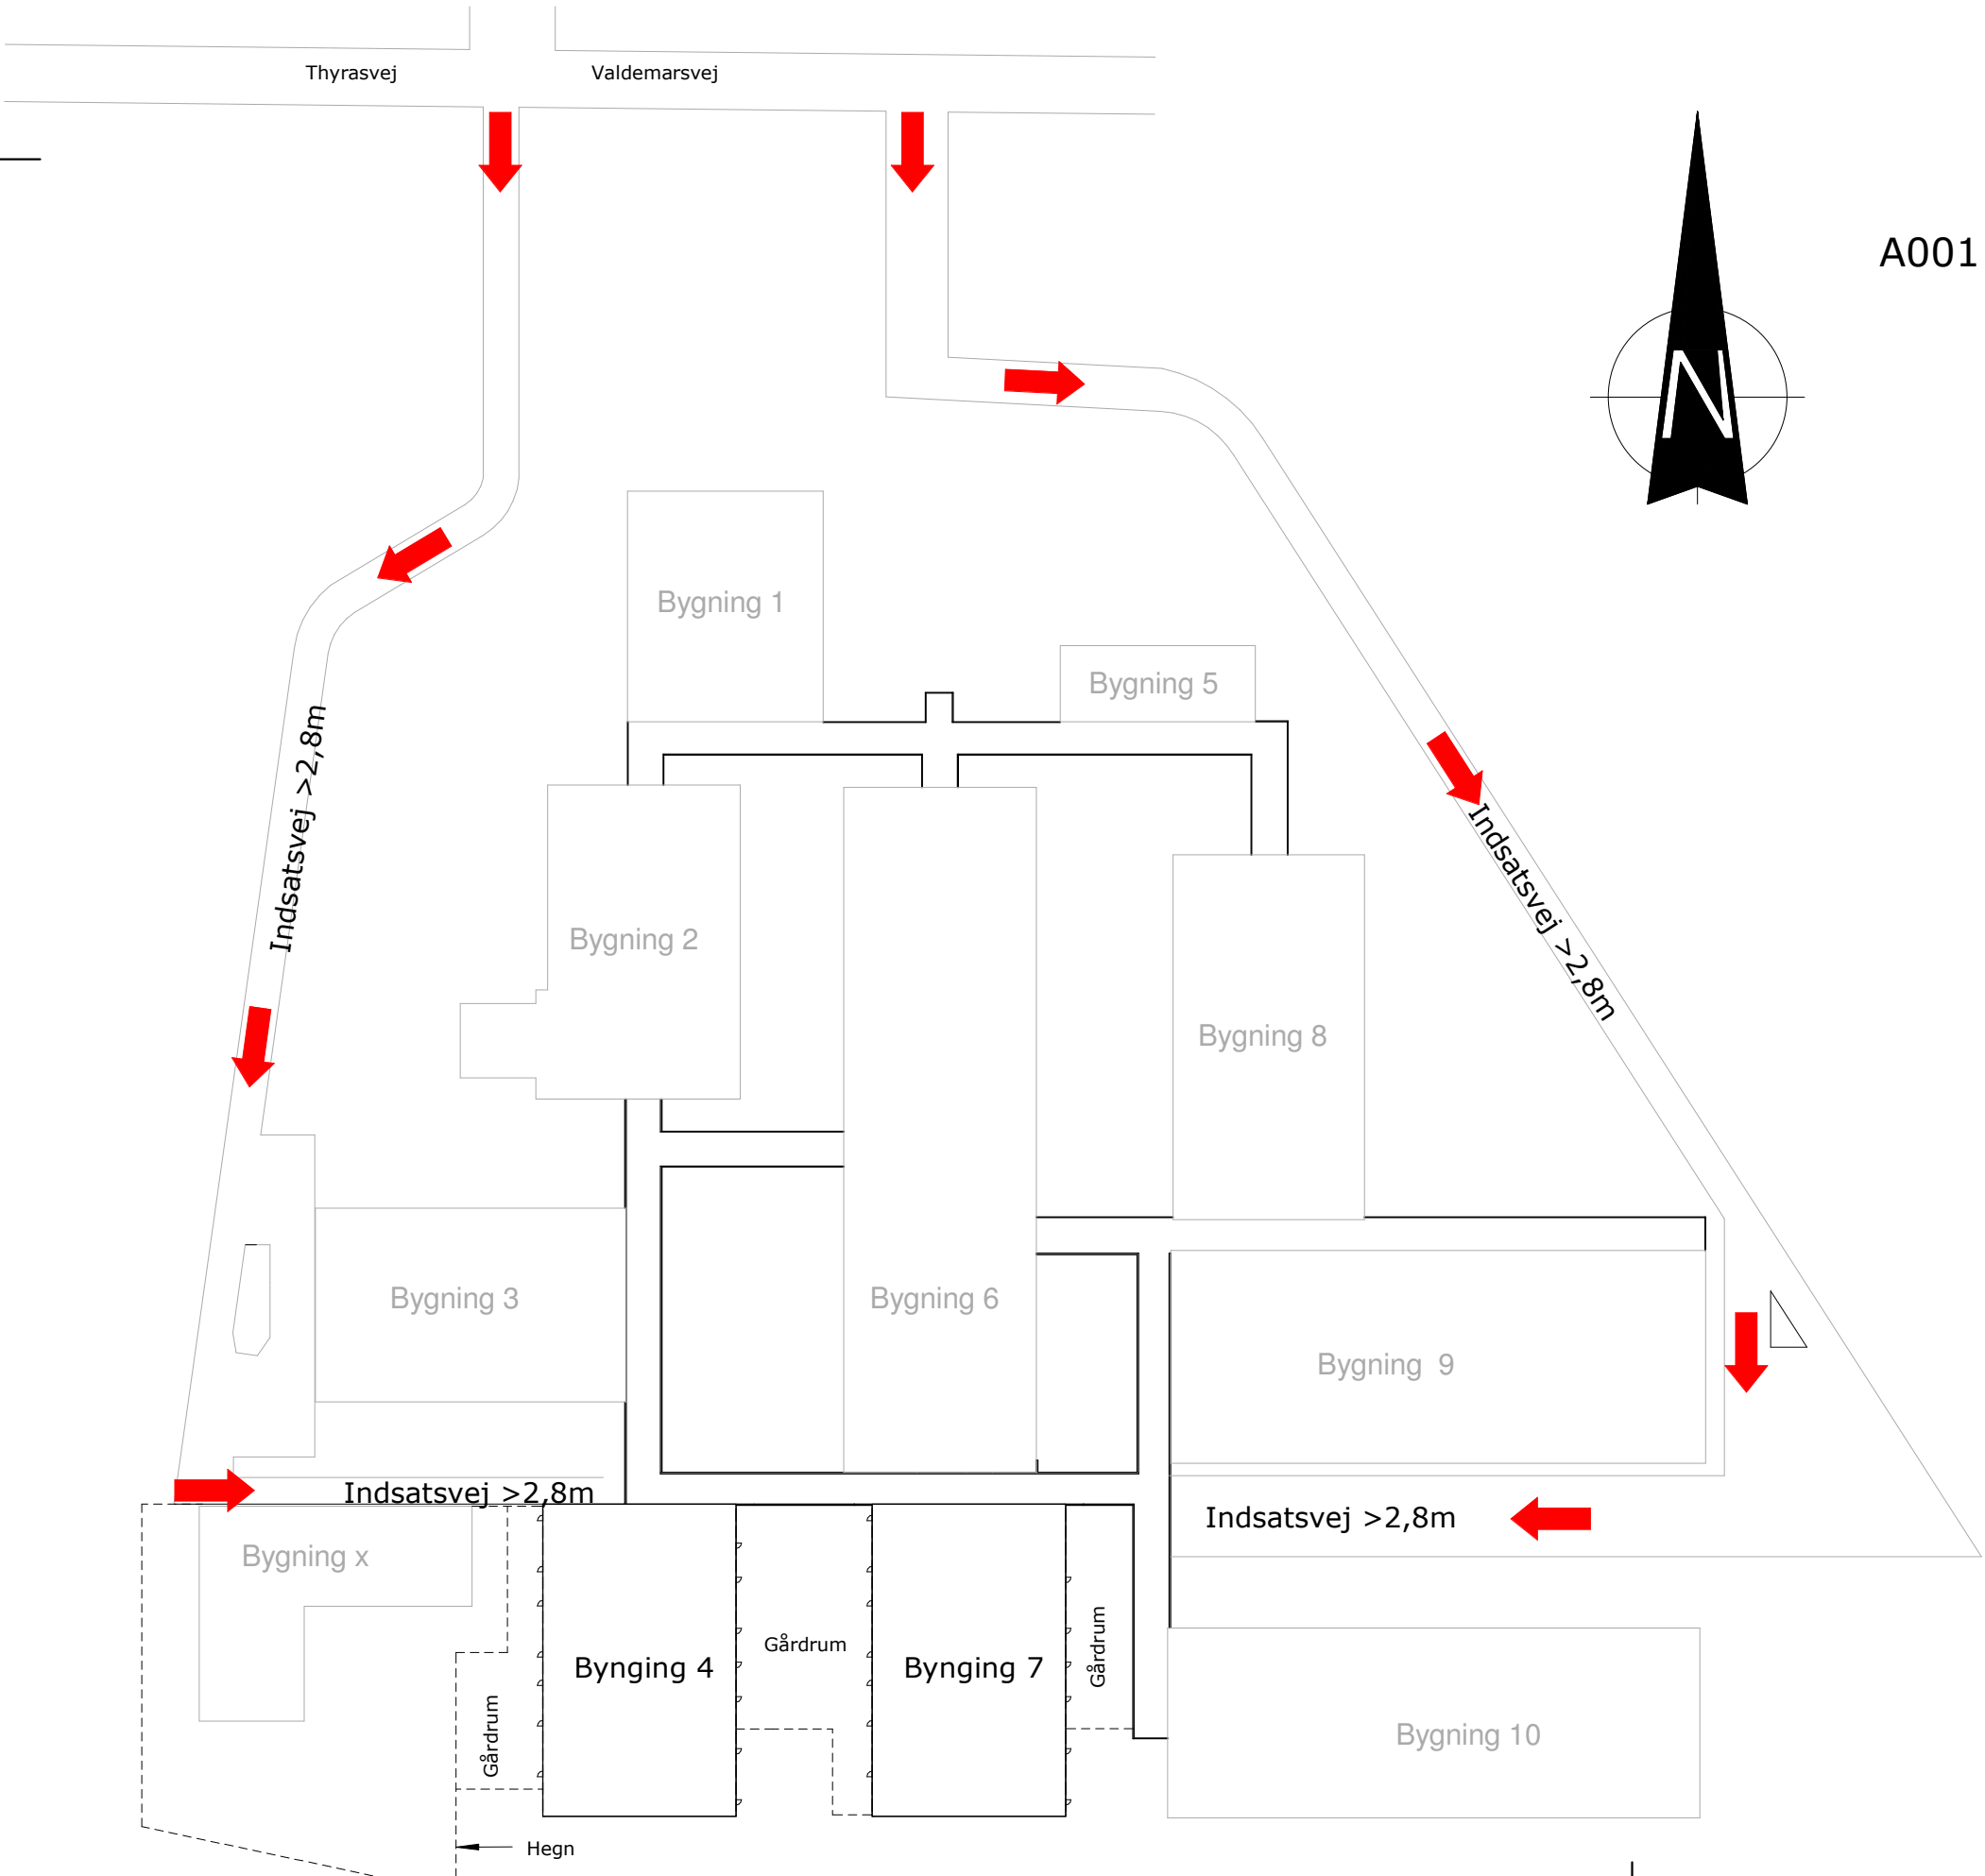 Thyrasvej
Valdemarsvej
A001
N
Bygning 1
Bygning 5
Indsatsvej >2,8m
Indsatsvej >2,8m
Bygning 2
Bygning 8
Bygning 3
Bygning 6
Bygning  9
Indsatsvej >2,8m
Indsatsvej >2,8m
Bygning x
Gårdrum
Bynging 4
Gårdrum
Bynging 7
Gårdrum
Bygning 10
Hegn